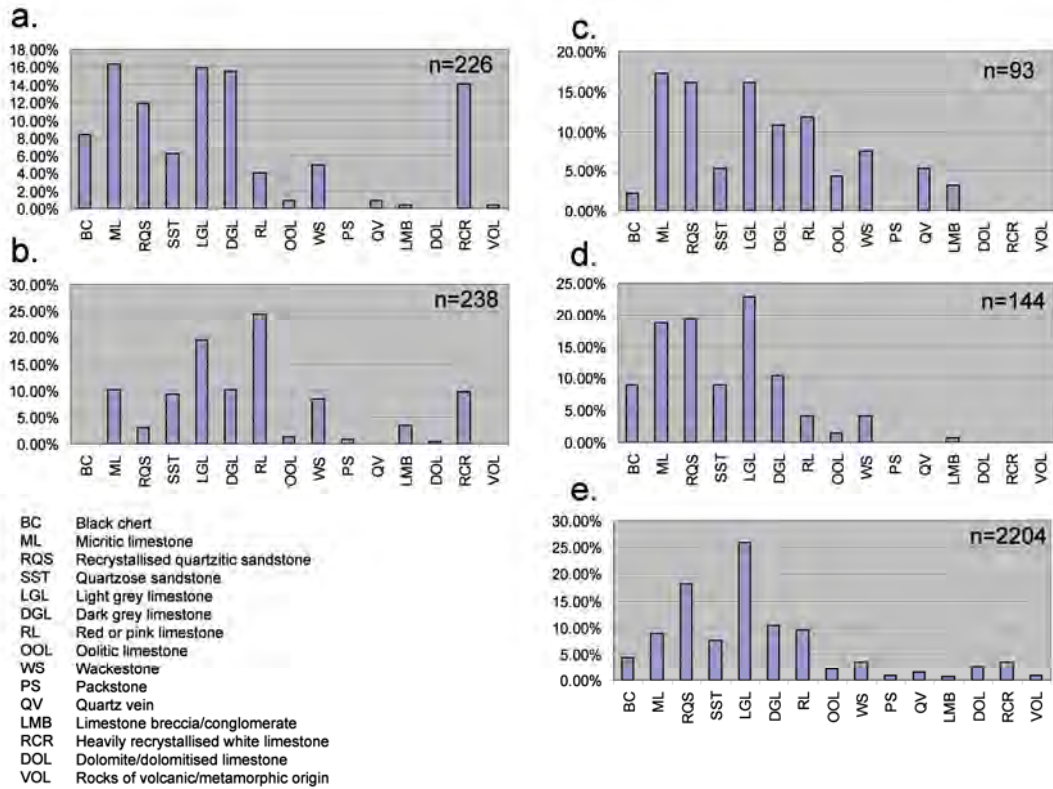 a.
18.00%
16.00%
14.00%
12.00%
10.00%
8.00%
6.00%
4.00%
2.00%
0.00%
n=226
BC ML RQS SST LGL DGL RL OOL WS PS QV LMB DOL RCR VOL
b.
30.00%
25.00%
20.00%
15.00%
10.00%
5.00%
0.00%
n=238
BC ML RQS SST LGL DGL RL OOL WS PS QV LMB DOL RCR VOL
BC Black chert
ML Micritic limestone
RQS Recrystallised quartzitic sandstone
SST Quartzose sandstone
LGL Light grey limestone
DGL Dark grey limestone
RL Red or pink limestone
OOL Oolitic limestone
WS Wackestone
PS Packstone
QV Quartz vein
LMB Limestone breccia/conglomerate
RCR Heavily recrystallised white limestone
DOL Dolomite/dolomitised limestone
VOL Rocks of volcanic/metamorphic origin
c.
20.00%
15.00%
10.00%
5.00%
0.00%
n=93
BC ML RQS SST LGL DGL RL OOL WS PS QV LMB DOL RCR VOL
d.
25.00%
20.00%
15.00%
10.00%
5.00%
0.00%
n=144
BC ML RQS SST LGL DGL RL OOL WS PS QV LMB DOL RCR VOL
e.
30.00%
25.00%
20.00%
15.00%
10.00%
5.00%
0.00%
n=2204
BC ML RQS SST LGL DGL RL OOL WS PS QV LMB DOL RCR VOL